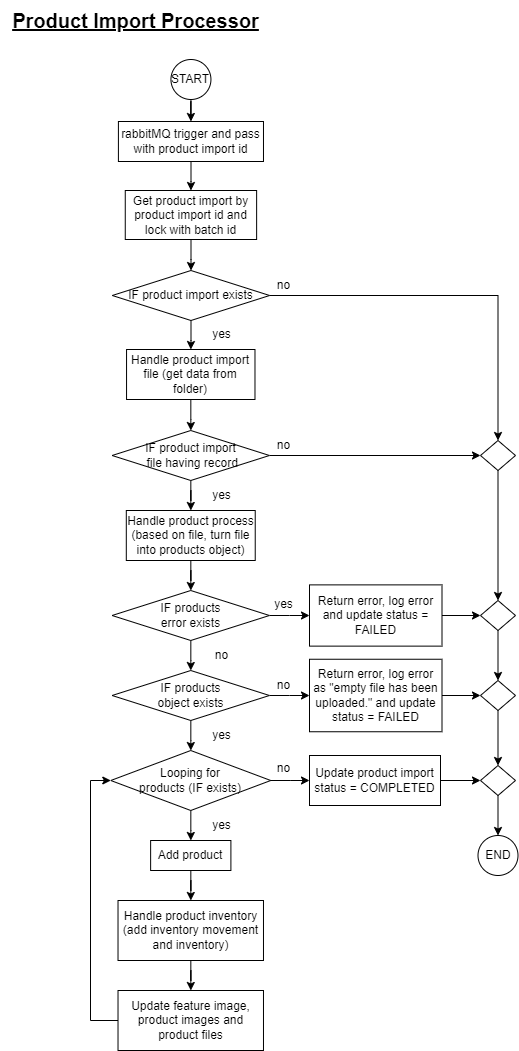 Product Import Processor
START
rabbitMQ trigger and pass
with product import id
Get product import by
product import id and
lock with batch id
IF product import exists
no
yes
Handle product import
file (get data from
folder)
IF product import
file having record
no
yes
Handle product process
(based on file, turn file
into products object)
IF products
error exists
yes
Return error, log error
and update status =
FAILED
no
IF products
object exists
no
Return error, log error
as "empty file has been
uploaded." and update
status = FAILED
yes
Looping for
products (IF exists)
no
Update product import
status = COMPLETED
yes
Add product
END
Handle product inventory
(add inventory movement
and inventory)
Update feature image,
product images and
product files